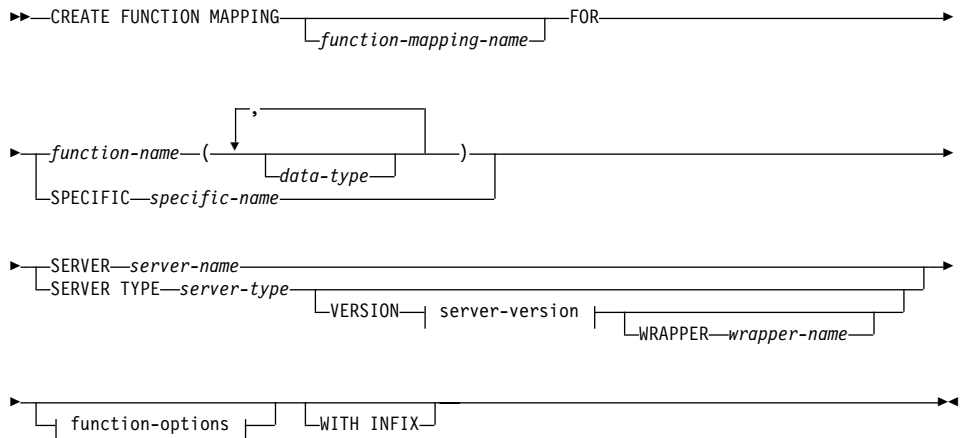 CREATE FUNCTION MAPPING FOR
function-mapping-name
,
function-name ( )
data-type
SPECIFIC specific-name
SERVER server-name
SERVER TYPE server-type
VERSION server-version
WRAPPER wrapper-name
function-options WITH INFIX